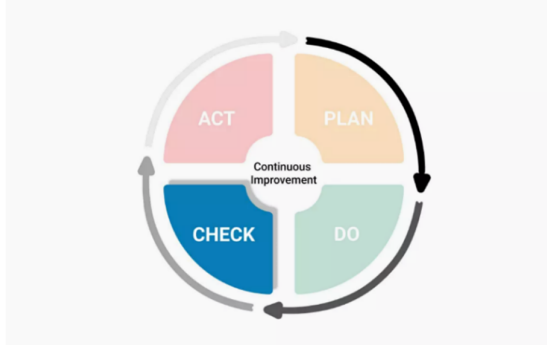 ACT
PLAN
Continuous
Improvement
CHECK
DO